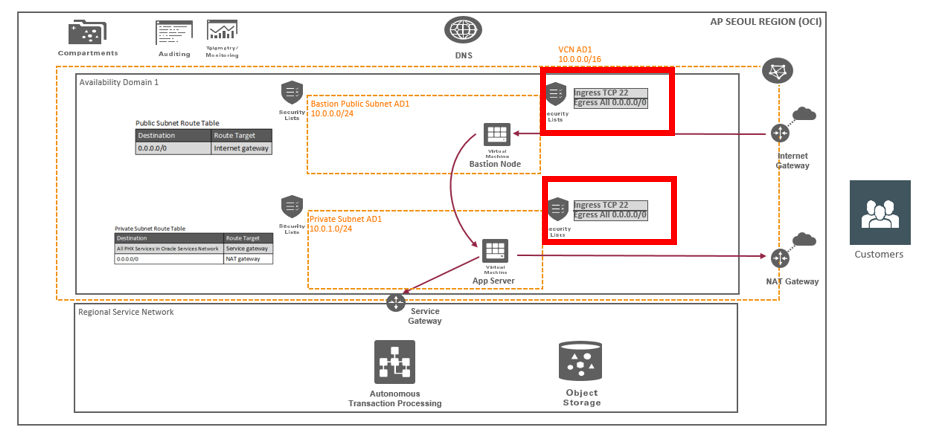 AP SEOUL REGION (OCI)
Compartments
Auditing
Telemetry/
Monitoring
DNS
VCN AD1
10.0.0.0/16
Availability Domain 1
Security
Lists
Bastion Public Subnet AD1
10.0.0.0/24
Ingress TCP 22
Egress All 0.0.0.0/0
ecurity
Lists
Public Subnet Route Table
Destination Route Target
0.0.0.0/0 Internet gateway
Virtual
Machine
Bastion Node
Internet
Gateway
Security
Lists
Private Subnet AD1
10.0.1.0/24
Ingress TCP 22
Egress All 0.0.0.0/0
ecurity
Lists
Private Subnet Route Table
Destination Route Target
All PHX Services in Oracle Services Network Service gateway
0.0.0.0/0 NAT gateway
Virtual
Machine
App Server
NAT Gateway
Customers
Service
Gateway
Regional Service Network
Autonomous
Transaction Processing
Object
Storage